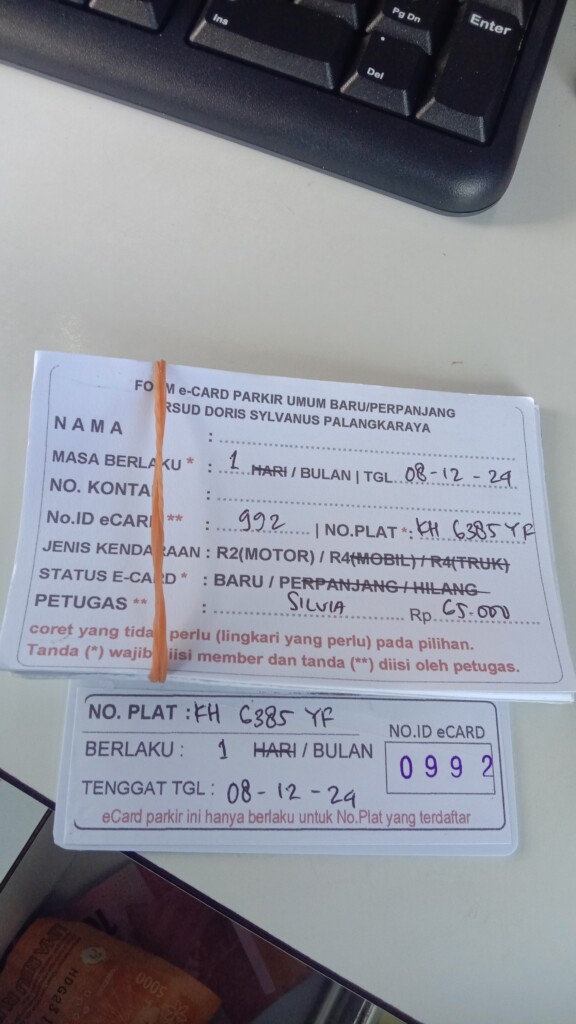 Ins
Pg Dn
Enter
Del
FO M e-CARD PARKIR UMUM BARU/PERPANJANG
RSUD DORIS SYLVANUS PALANGKARAYA
NAMA :
MASA BERLAKU * : 1 HARI / BULAN | TGL 08-12-24
NO. KONTA :
No.ID eCAR ** : 992 | NO.PLAT * : KH 6385 YF
JENIS KENDARAAN : R2(MOTOR) / R4(MOBIL) / R4(TRUK)
STATUS E-CARD * : BARU / PERPANJANG / HILANG
PETUGAS ** : SILVIA Rp 65.000
coret yang tida perlu (lingkari yang perlu) pada pilihan.
Tanda (*) wajib diisi member dan tanda (**) diisi oleh petugas.
NO. PLAT : KH 6385 YF
NO.ID eCARD
BERLAKU : 1 HARI / BULAN
0992
TENGGAT TGL : 08-12-24
eCard parkir ini hanya berlaku untuk No.Plat yang terdaftar
5000